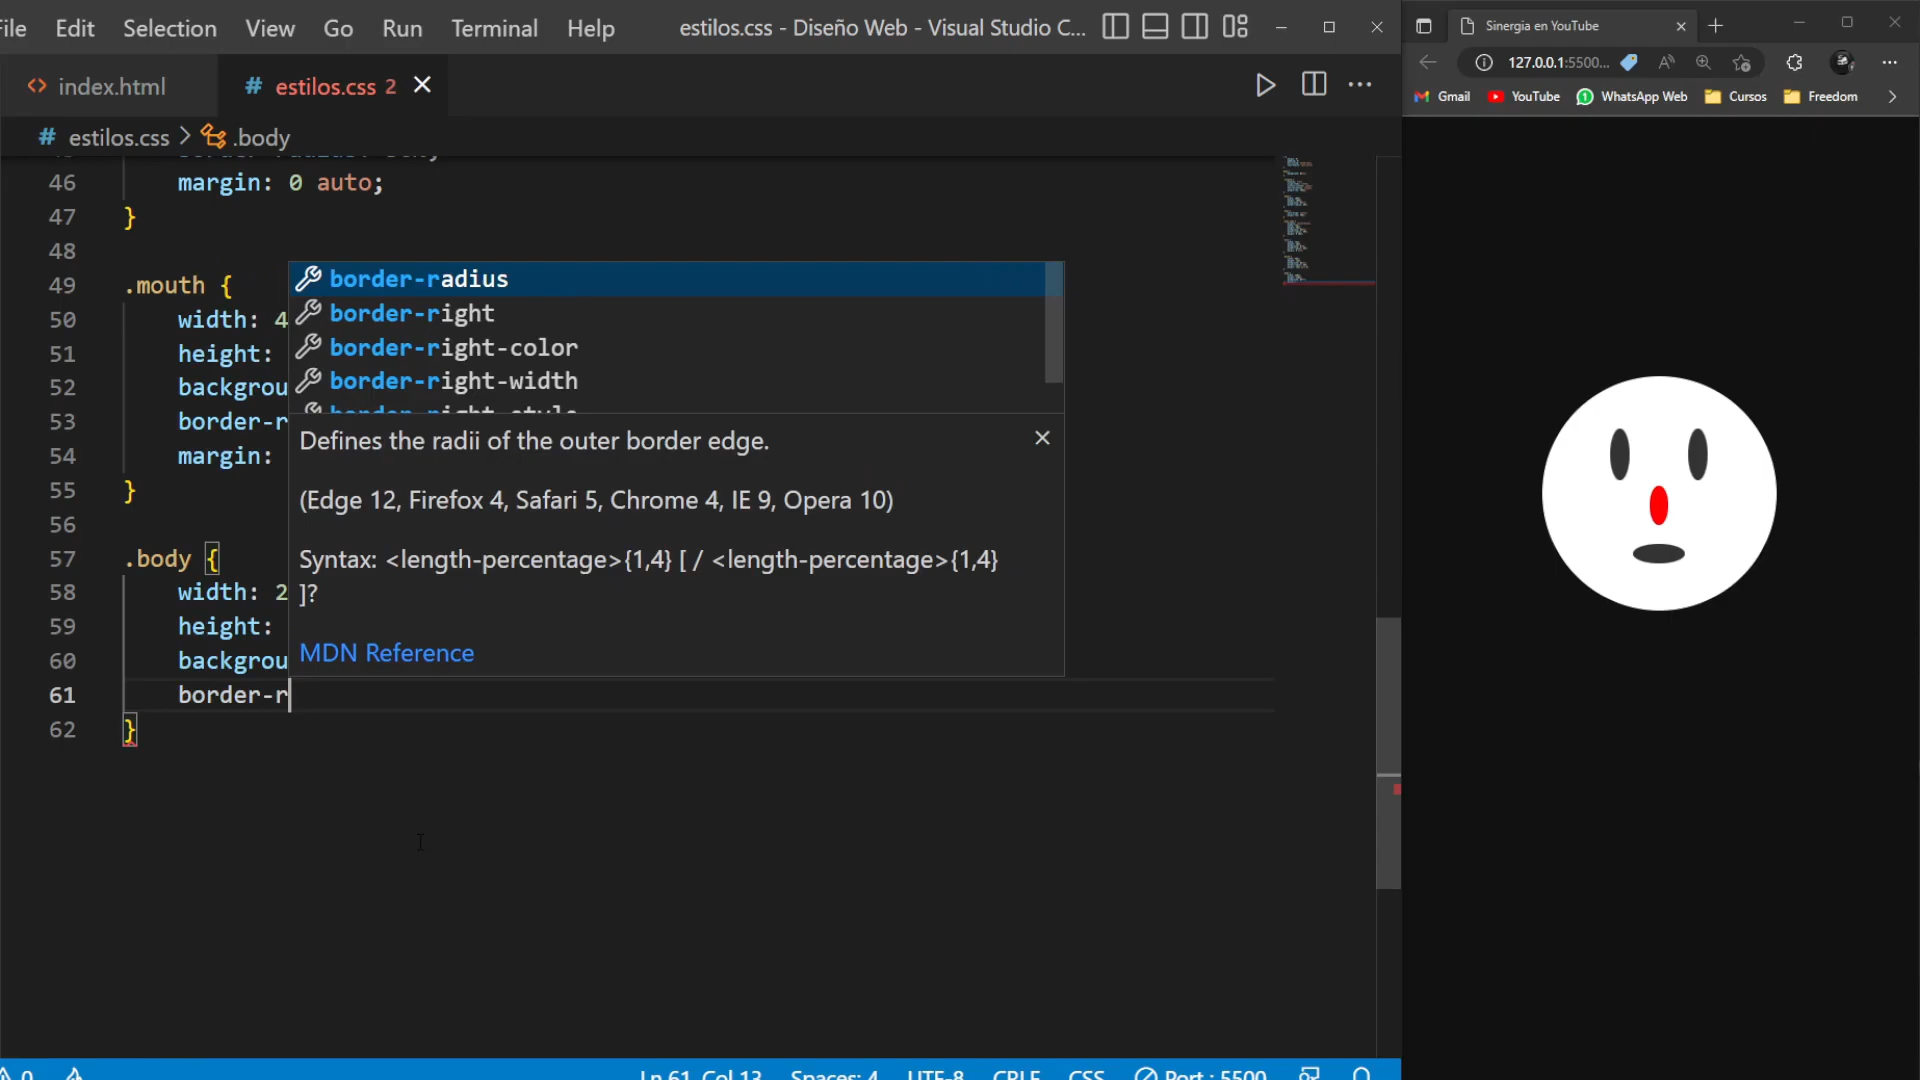 File Edit Selection View Go Run Terminal Help estilos.css - Diseño Web - Visual Studio C...
index.html # estilos.css 2
# estilos.css > .body
46 margin: 0 auto;
47 }
48
49 .mouth {
50 width: 4
51 height:
52 backgrou
53 border-r
54 margin:
55 }
56
57 .body {
58 width: 2
59 height:
60 backgrou
61 border-r
62 }
border-radius
border-right
border-right-color
border-right-width
border-right-style
Defines the radii of the outer border edge.
(Edge 12, Firefox 4, Safari 5, Chrome 4, IE 9, Opera 10)
Syntax: <length-percentage>{1,4} [ / <length-percentage>{1,4}
]?
MDN Reference
0 Ln 61, Col 13 Spaces: 4 UTF-8 CRLF CSS Port : 5500
Sinergia en YouTube
127.0.0.1:5500...
Gmail YouTube WhatsApp Web Cursos Freedom